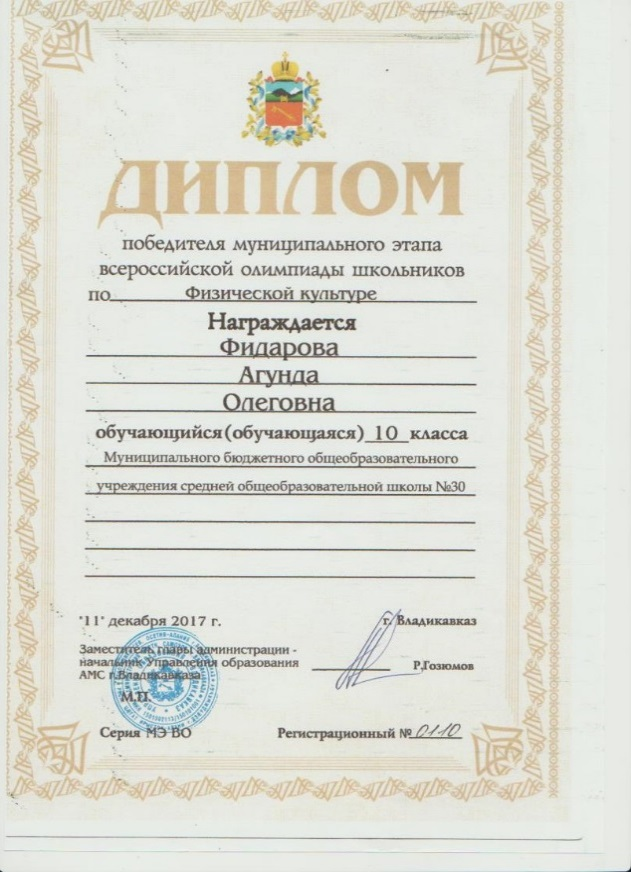 ДИПЛОМ
победителя муниципального этапа
всероссийской олимпиады школьников
по Физической культуре
Награждается
Фидарова
Агунда
Олеговна
обучающийся(обучающаяся) 10 класса
Муниципального бюджетного общеобразовательного
учреждения средней общеобразовательной школы №30
"11" декабря 2017 г.
г. Владикавказ
Заместитель главы администрации -
начальник Управления образования
АМС г.Владикавказа
Р.Гозюмов
М.П.
Серия МЭ ВО
Регистрационный № 0110